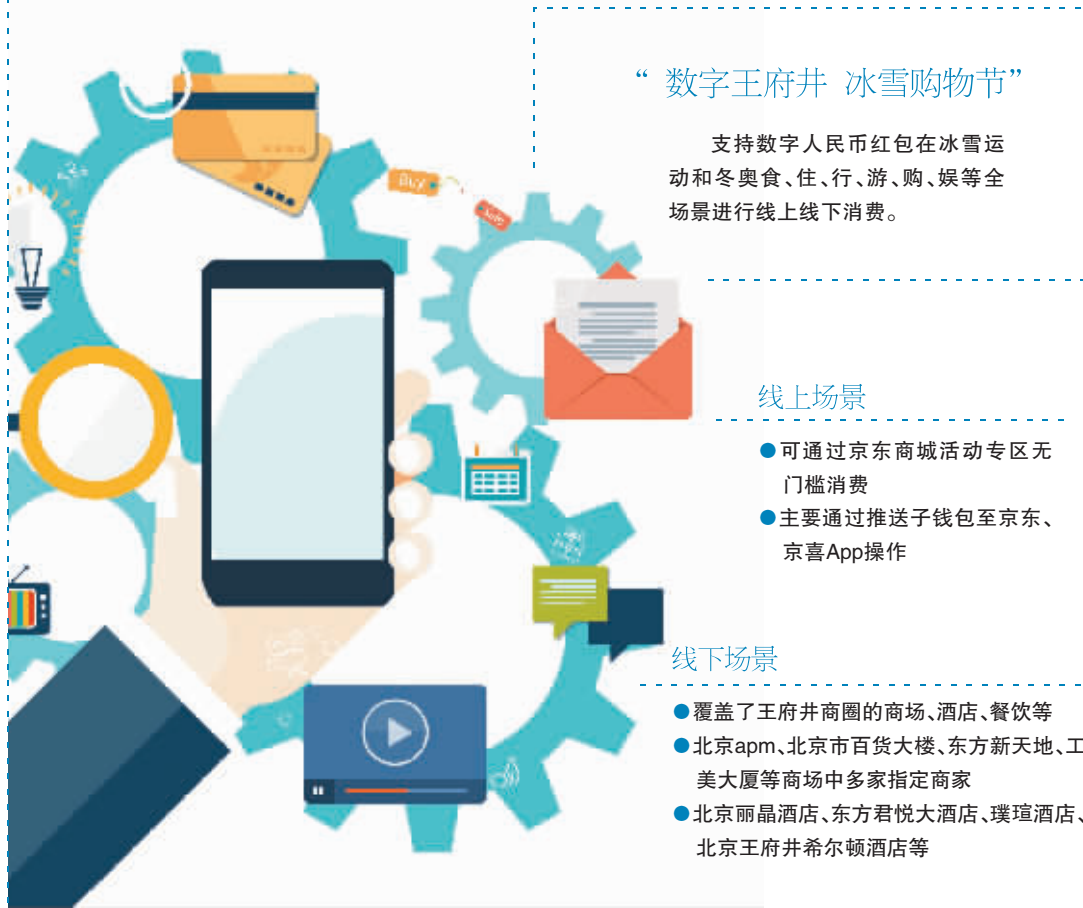 “数字王府井 冰雪购物节”
支持数字人民币红包在冰雪运
动和冬奥食、住、行、游、购、娱等全
场景进行线上线下消费。
Buy
线上场景
●可通过京东商城活动专区无
门槛消费
●主要通过推送子钱包至京东、
京喜App操作
线下场景
●覆盖了王府井商圈的商场、酒店、餐饮等
●北京apm、北京市百货大楼、东方新天地、工
美大厦等商场中多家指定商家
●北京丽晶酒店、东方君悦大酒店、璞瑄酒店、
北京王府井希尔顿酒店等